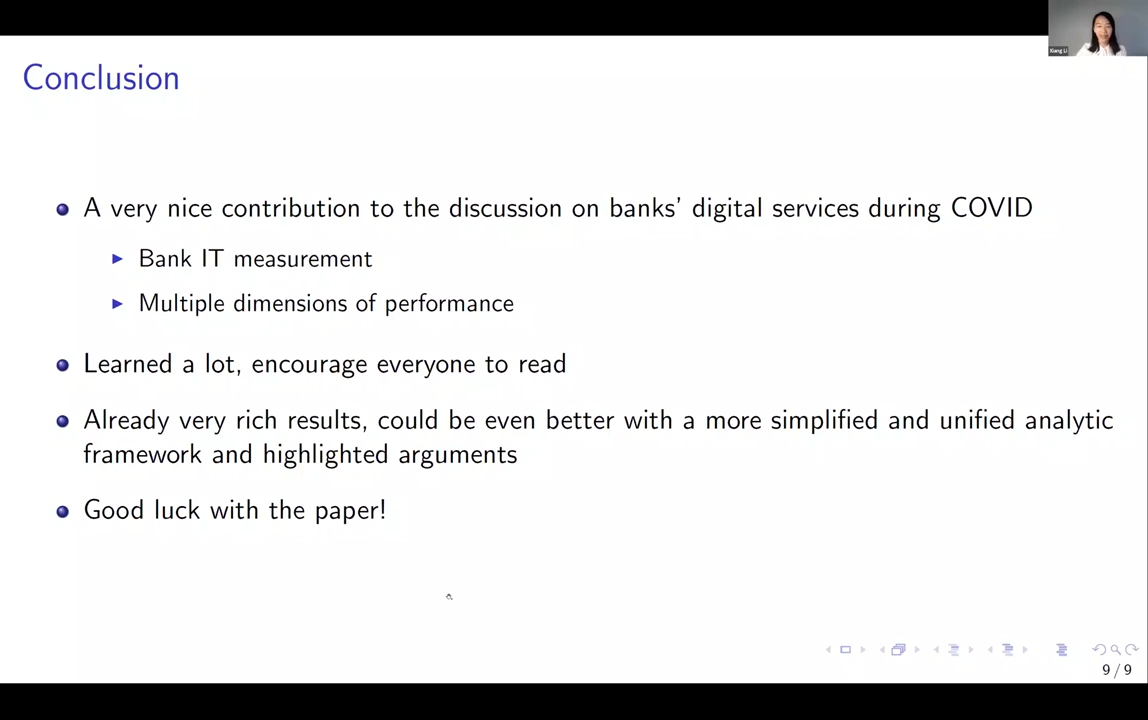 Xiang Li
Conclusion
A very nice contribution to the discussion on banks' digital services during COVID
Bank IT measurement
Multiple dimensions of performance
Learned a lot, encourage everyone to read
Already very rich results, could be even better with a more simplified and unified analytic
framework and highlighted arguments
Good luck with the paper!
9 / 9